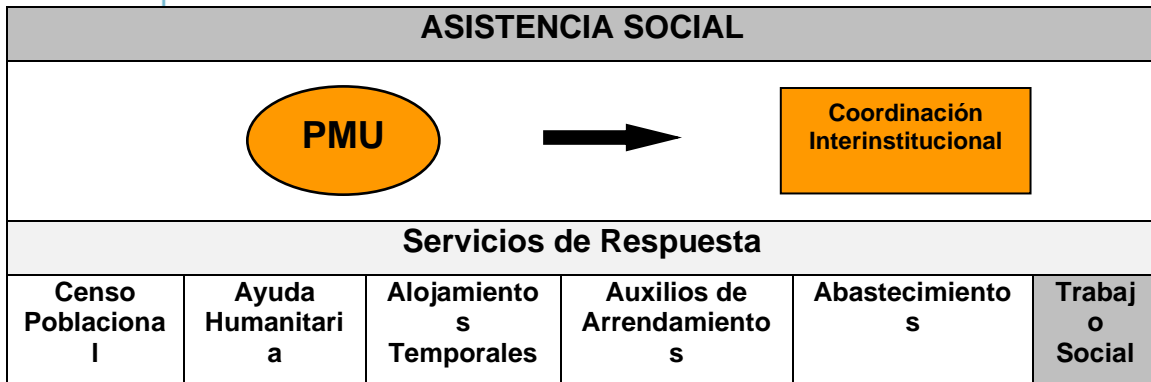 ASISTENCIA SOCIAL
PMU
Coordinación
Interinstitucional
Servicios de Respuesta
Censo
Poblaciona
l
Ayuda
Humanitari
a
Alojamiento
s
Temporales
Auxilios de
Arrendamiento
s
Abastecimiento
s
Trabaj
o
Social